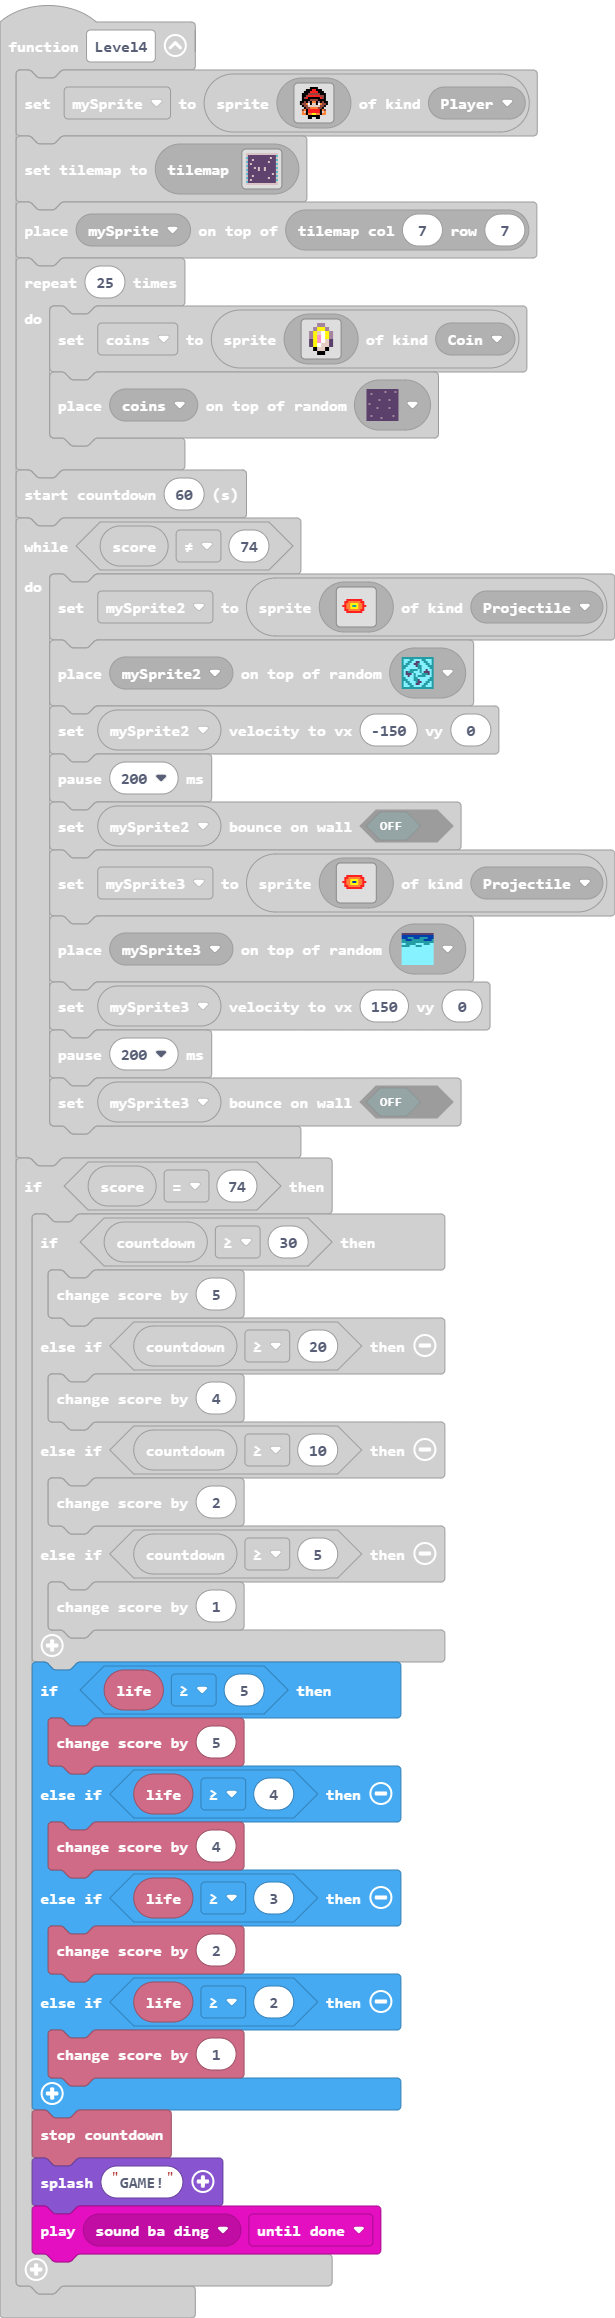 function Level4
set mySprite to sprite of kind Player
set tilemap to tilemap
place mySprite on top of tilemap col 7 row 7
repeat 25 times
do
set coins to sprite of kind Coin
place coins on top of random
start countdown 60 (s)
while score ≠ 74
do
set mySprite2 to sprite of kind Projectile
place mySprite2 on top of random
set mySprite2 velocity to vx -150 vy 0
pause 200 ms
set mySprite2 bounce on wall OFF
set mySprite3 to sprite of kind Projectile
place mySprite3 on top of random
set mySprite3 velocity to vx 150 vy 0
pause 200 ms
set mySprite3 bounce on wall OFF
if score = 74 then
if countdown ≥ 30 then
change score by 5
else if countdown ≥ 20 then
change score by 4
else if countdown ≥ 10 then
change score by 2
else if countdown ≥ 5 then
change score by 1
if life ≥ 5 then
change score by 5
else if life ≥ 4 then
change score by 4
else if life ≥ 3 then
change score by 2
else if life ≥ 2 then
change score by 1
stop countdown
splash "GAME!"
play sound ba ding until done